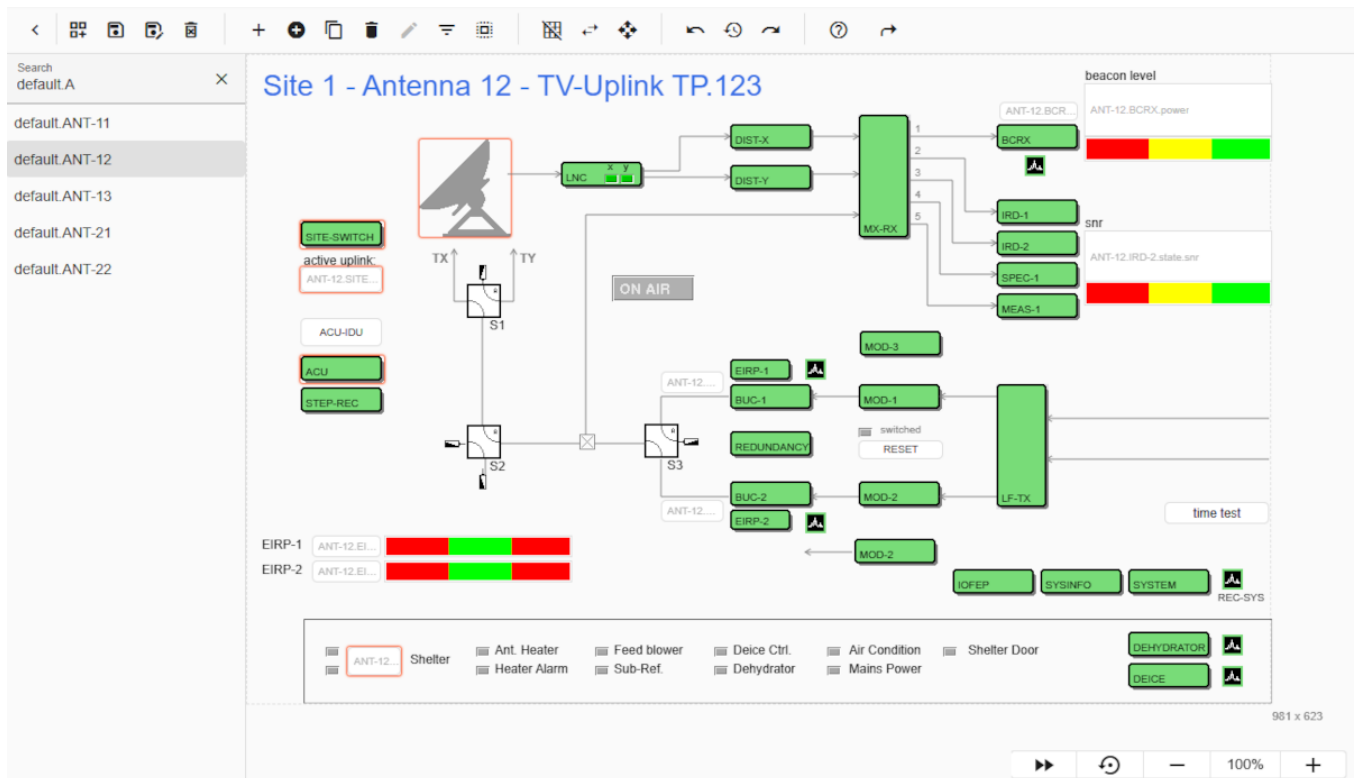 Search
default.A
default.ANT-11
default.ANT-12
default.ANT-13
default.ANT-21
default.ANT-22
Site 1 - Antenna 12 - TV-Uplink TP.123
beacon level
ANT-12.BCR...
ANT-12.BCRX.power
DIST-X
1
BCRX
2
LNC
x y
DIST-Y
3
4
5
MX-RX
IRD-1
snr
SITE-SWITCH
IRD-2
active uplink:
TX
TY
ANT-12.IRD-2.state.snr
ANT-12.SITE...
SPEC-1
ON AIR
MEAS-1
S1
ACU-IDU
MOD-3
ACU
EIRP-1
ANT-12....
STEP-REC
BUC-1
MOD-1
switched
REDUNDANCY
RESET
S2
S3
BUC-2
MOD-2
LF-TX
ANT-12....
EIRP-2
time test
EIRP-1
ANT-12.EI...
MOD-2
EIRP-2
ANT-12.EI...
IOFEP
SYSINFO
SYSTEM
REC-SYS
ANT-12...
Shelter
Ant. Heater
Feed blower
Deice Ctrl.
Air Condition
Shelter Door
DEHYDRATOR
Heater Alarm
Sub-Ref.
Dehydrator
Mains Power
DEICE
981 x 623
100%